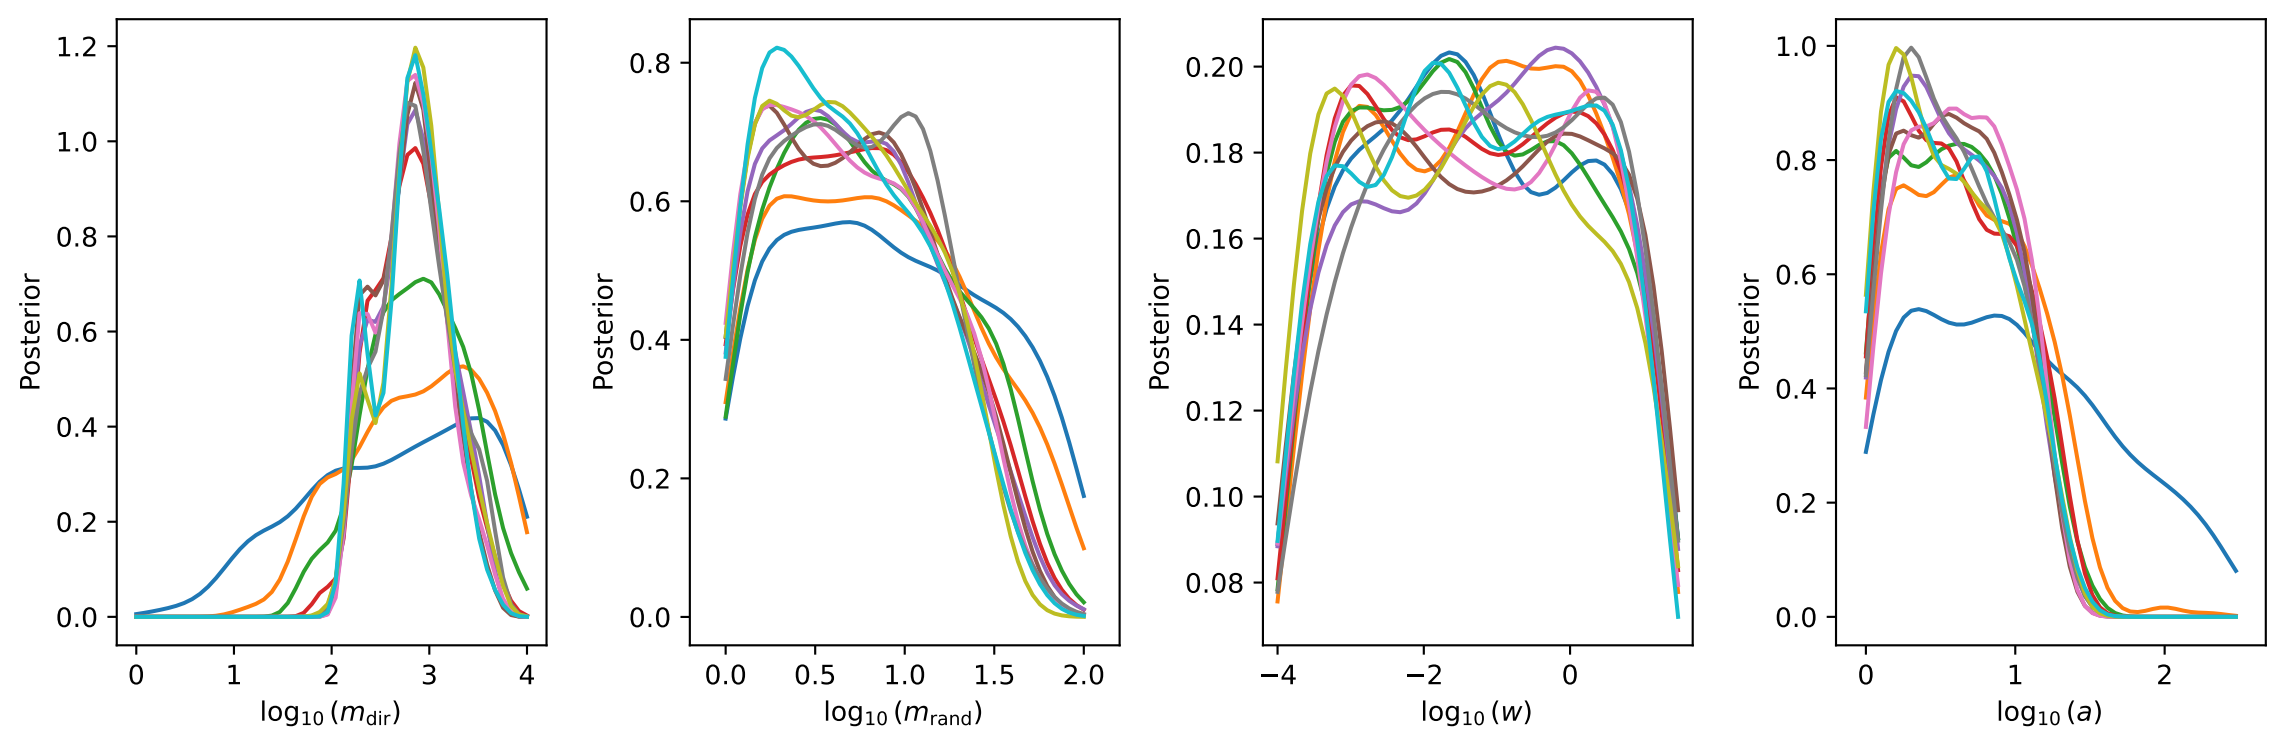 Posterior
1.2
1.0
0.8
0.6
0.4
0.2
0.0
0 1 2 3 4
log₁₀ (m_dir)
Posterior
0.8
0.6
0.4
0.2
0.0
0.0 0.5 1.0 1.5 2.0
log₁₀ (m_rand)
Posterior
0.20
0.18
0.16
0.14
0.12
0.10
0.08
−4 −2 0
log₁₀ (w)
Posterior
1.0
0.8
0.6
0.4
0.2
0.0
0 1 2
log₁₀ (a)